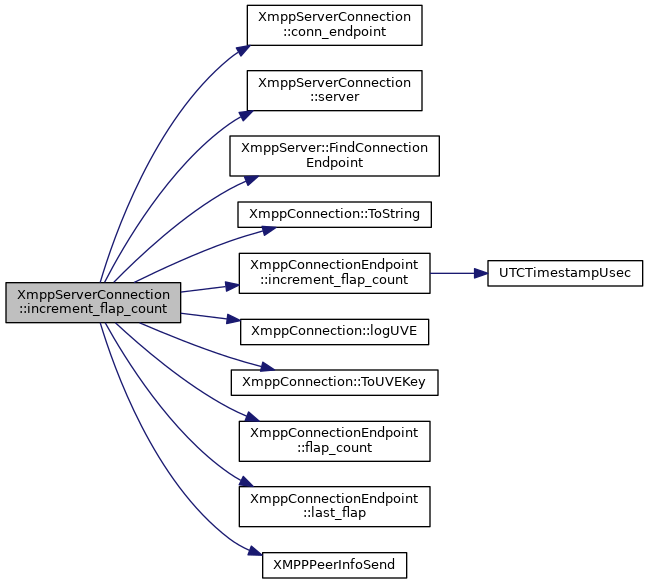 XmppServerConnection
::increment_flap_count
XmppServerConnection
::conn_endpoint
XmppServerConnection
::server
XmppServer::FindConnection
Endpoint
XmppConnection::ToString
XmppConnectionEndpoint
::increment_flap_count
UTCTimestampUsec
XmppConnection::logUVE
XmppConnection::ToUVEKey
XmppConnectionEndpoint
::flap_count
XmppConnectionEndpoint
::last_flap
XMPPPeerInfoSend